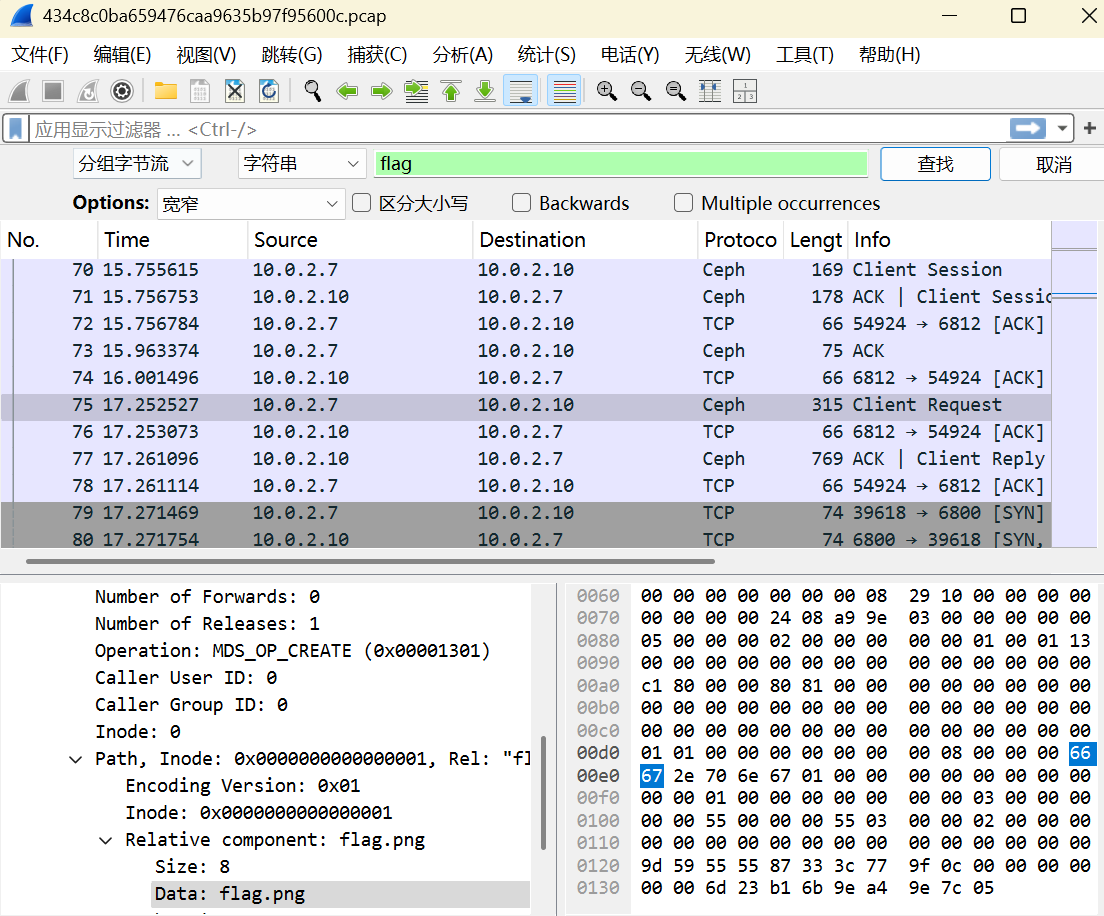 434c8c0ba659476caa9635b97f95600c.pcap
文件(F) 编辑(E) 视图(V) 跳转(G) 捕获(C) 分析(A) 统计(S) 电话(Y) 无线(W) 工具(T) 帮助(H)
应用显示过滤器 ... <Ctrl-/>
分组字节流 字符串 flag 查找 取消
Options: 宽窄 区分大小写 Backwards Multiple occurrences
No. Time Source Destination Protoco Lengt Info
70 15.755615 10.0.2.7 10.0.2.10 Ceph 169 Client Session
71 15.756753 10.0.2.10 10.0.2.7 Ceph 178 ACK | Client Sessio
72 15.756784 10.0.2.7 10.0.2.10 TCP 66 54924 → 6812 [ACK]
73 15.963374 10.0.2.7 10.0.2.10 Ceph 75 ACK
74 16.001496 10.0.2.10 10.0.2.7 TCP 66 6812 → 54924 [ACK]
75 17.252527 10.0.2.7 10.0.2.10 Ceph 315 Client Request
76 17.253073 10.0.2.10 10.0.2.7 TCP 66 6812 → 54924 [ACK]
77 17.261096 10.0.2.10 10.0.2.7 Ceph 769 ACK | Client Reply
78 17.261114 10.0.2.7 10.0.2.10 TCP 66 54924 → 6812 [ACK]
79 17.271469 10.0.2.7 10.0.2.10 TCP 74 39618 → 6800 [SYN]
80 17.271754 10.0.2.10 10.0.2.7 TCP 74 6800 → 39618 [SYN,
Number of Forwards: 0
Number of Releases: 1
Operation: MDS_OP_CREATE (0x00001301)
Caller User ID: 0
Caller Group ID: 0
Inode: 0
Path, Inode: 0x0000000000000001, Rel: "fl
Encoding Version: 0x01
Inode: 0x0000000000000001
Relative component: flag.png
Size: 8
Data: flag.png
0060 00 00 00 00 00 00 00 08 29 10 00 00 00 00 00
0070 00 00 00 00 24 08 a9 9e 03 00 00 00 00 00 00
0080 05 00 00 00 02 00 00 00 00 00 01 00 01 13
0090 00 00 00 00 00 00 00 00 00 00 00 00 00 00
00a0 c1 80 00 00 80 81 00 00 00 00 00 00 00 00
00b0 00 00 00 00 00 00 00 00 00 00 00 00 00 00
00c0 00 00 00 00 00 00 00 00 00 00 00 00 00 00
00d0 01 01 00 00 00 00 00 00 00 08 00 00 00 66
00e0 67 2e 70 6e 67 01 00 00 00 00 00 00 00 00
00f0 00 00 01 00 00 00 00 00 00 00 03 00 00 00
0100 00 00 55 00 00 00 55 03 00 00 02 00 00 00
0110 00 00 00 00 00 00 00 00 00 00 00 00 00 00
0120 9d 59 55 55 87 33 3c 77 9f 0c 00 00 00 00
0130 00 00 6d 23 b1 6b 9e a4 9e 7c 05